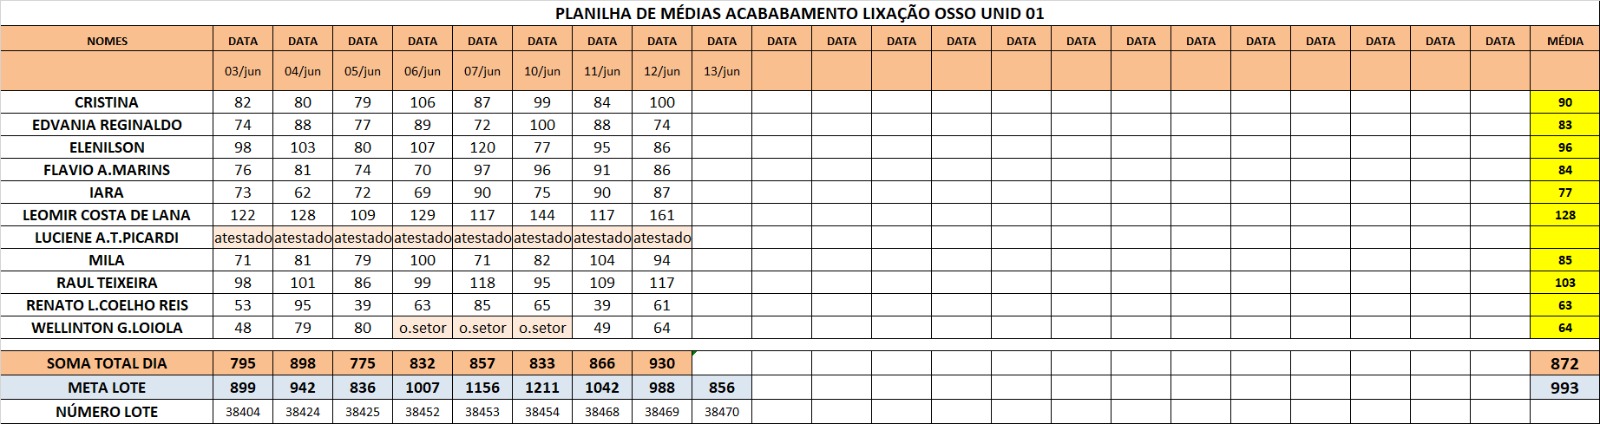 PLANILHA DE MÉDIAS ACABABAMENTO LIXAÇÃO OSSO UNID 01
NOMES DATA DATA DATA DATA DATA DATA DATA DATA DATA DATA DATA DATA DATA DATA DATA DATA DATA DATA DATA DATA DATA DATA MÉDIA
03/jun 04/jun 05/jun 06/jun 07/jun 10/jun 11/jun 12/jun 13/jun
CRISTINA 82 80 79 106 87 99 84 100 90
EDVANIA REGINALDO 74 88 77 89 72 100 88 74 83
ELENILSON 98 103 80 107 120 77 95 86 96
FLAVIO A.MARINS 76 81 74 70 97 96 91 86 84
IARA 73 62 72 69 90 75 90 87 77
LEOMIR COSTA DE LANA 122 128 109 129 117 144 117 161 128
LUCIENE A.T.PICARDI atestado atestado atestado atestado atestado atestado atestado atestado
MILA 71 81 79 100 71 82 104 94 85
RAUL TEIXEIRA 98 101 86 99 118 95 109 117 103
RENATO L.COELHO REIS 53 95 39 63 85 65 39 61 63
WELLINTON G.LOIOLA 48 79 80 o.setor o.setor o.setor 49 64 64
SOMA TOTAL DIA 795 898 775 832 857 833 866 930 872
META LOTE 899 942 836 1007 1156 1211 1042 988 856 993
NÚMERO LOTE 38404 38424 38425 38452 38453 38454 38468 38469 38470